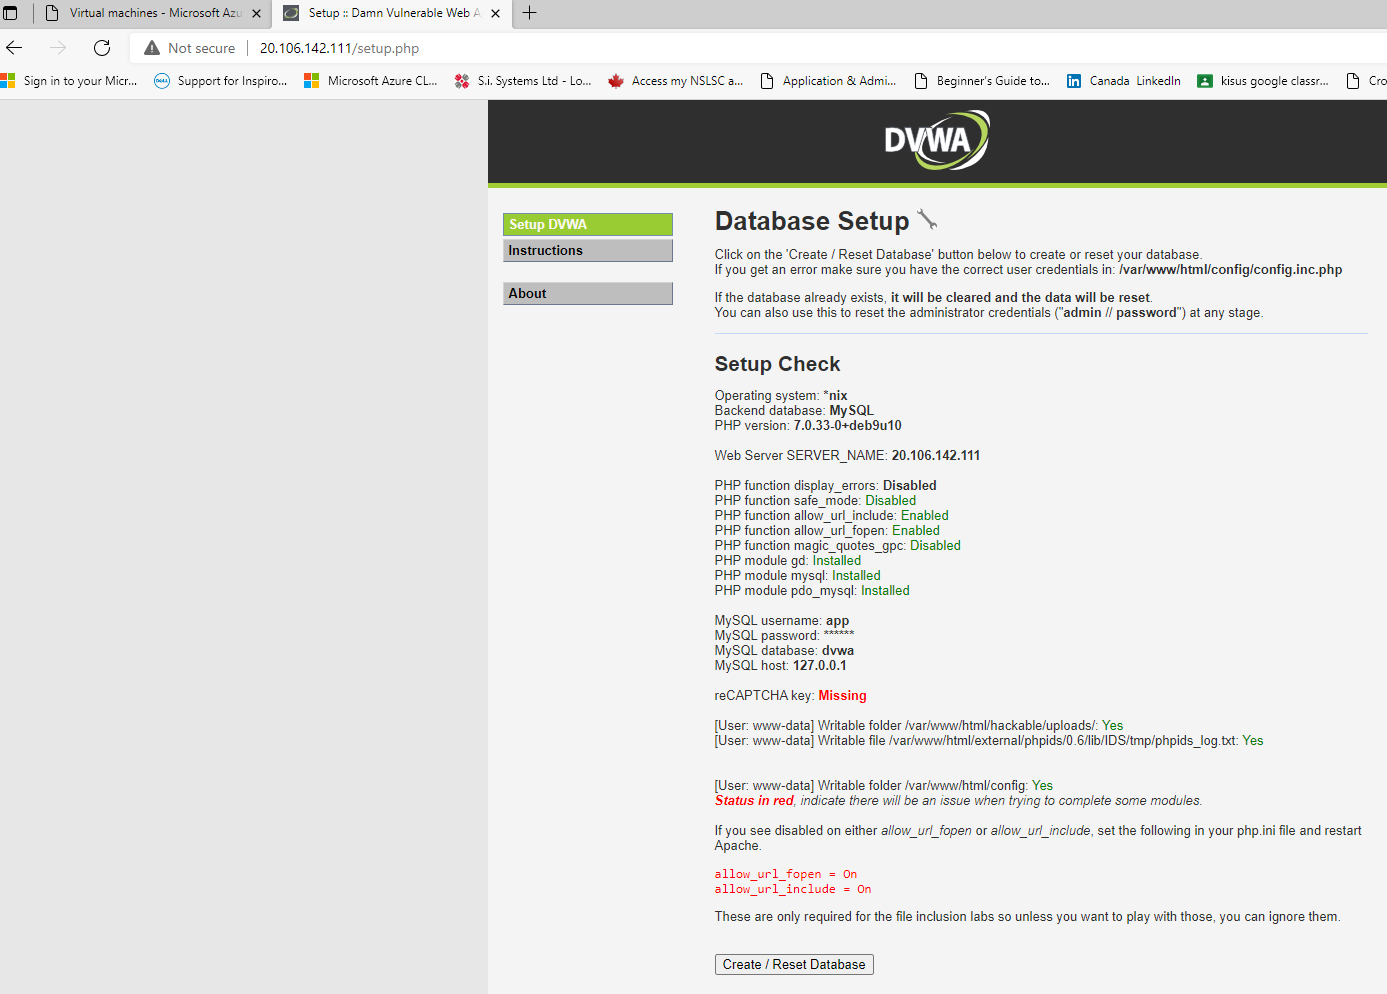 Virtual machines - Microsoft Azu
Setup :: Damn Vulnerable Web A
Not secure
20.106.142.111/setup.php
Sign in to your Micr...
Support for Inspiro...
Microsoft Azure CL...
S.i. Systems Ltd - Lo...
Access my NSLSC a...
Application & Admi...
Beginner's Guide to...
Canada LinkedIn
kisus google classr...
Cro
DVWA
Setup DVWA
Instructions
About
Database Setup
Click on the 'Create / Reset Database' button below to create or reset your database.
If you get an error make sure you have the correct user credentials in: /var/www/html/config/config.inc.php
If the database already exists, it will be cleared and the data will be reset.
You can also use this to reset the administrator credentials ("admin // password") at any stage.
Setup Check
Operating system: *nix
Backend database: MySQL
PHP version: 7.0.33-0+deb9u10
Web Server SERVER_NAME: 20.106.142.111
PHP function display_errors: Disabled
PHP function safe_mode: Disabled
PHP function allow_url_include: Enabled
PHP function allow_url_fopen: Enabled
PHP function magic_quotes_gpc: Disabled
PHP module gd: Installed
PHP module mysql: Installed
PHP module pdo_mysql: Installed
MySQL username: app
MySQL password: ******
MySQL database: dvwa
MySQL host: 127.0.0.1
reCAPTCHA key: Missing
[User: www-data] Writable folder /var/www/html/hackable/uploads/: Yes
[User: www-data] Writable file /var/www/html/external/phpids/0.6/lib/IDS/tmp/phpids_log.txt: Yes
[User: www-data] Writable folder /var/www/html/config: Yes
Status in red, indicate there will be an issue when trying to complete some modules.
If you see disabled on either allow_url_fopen or allow_url_include, set the following in your php.ini file and restart
Apache.
allow_url_fopen = On
allow_url_include = On
These are only required for the file inclusion labs so unless you want to play with those, you can ignore them.
Create / Reset Database